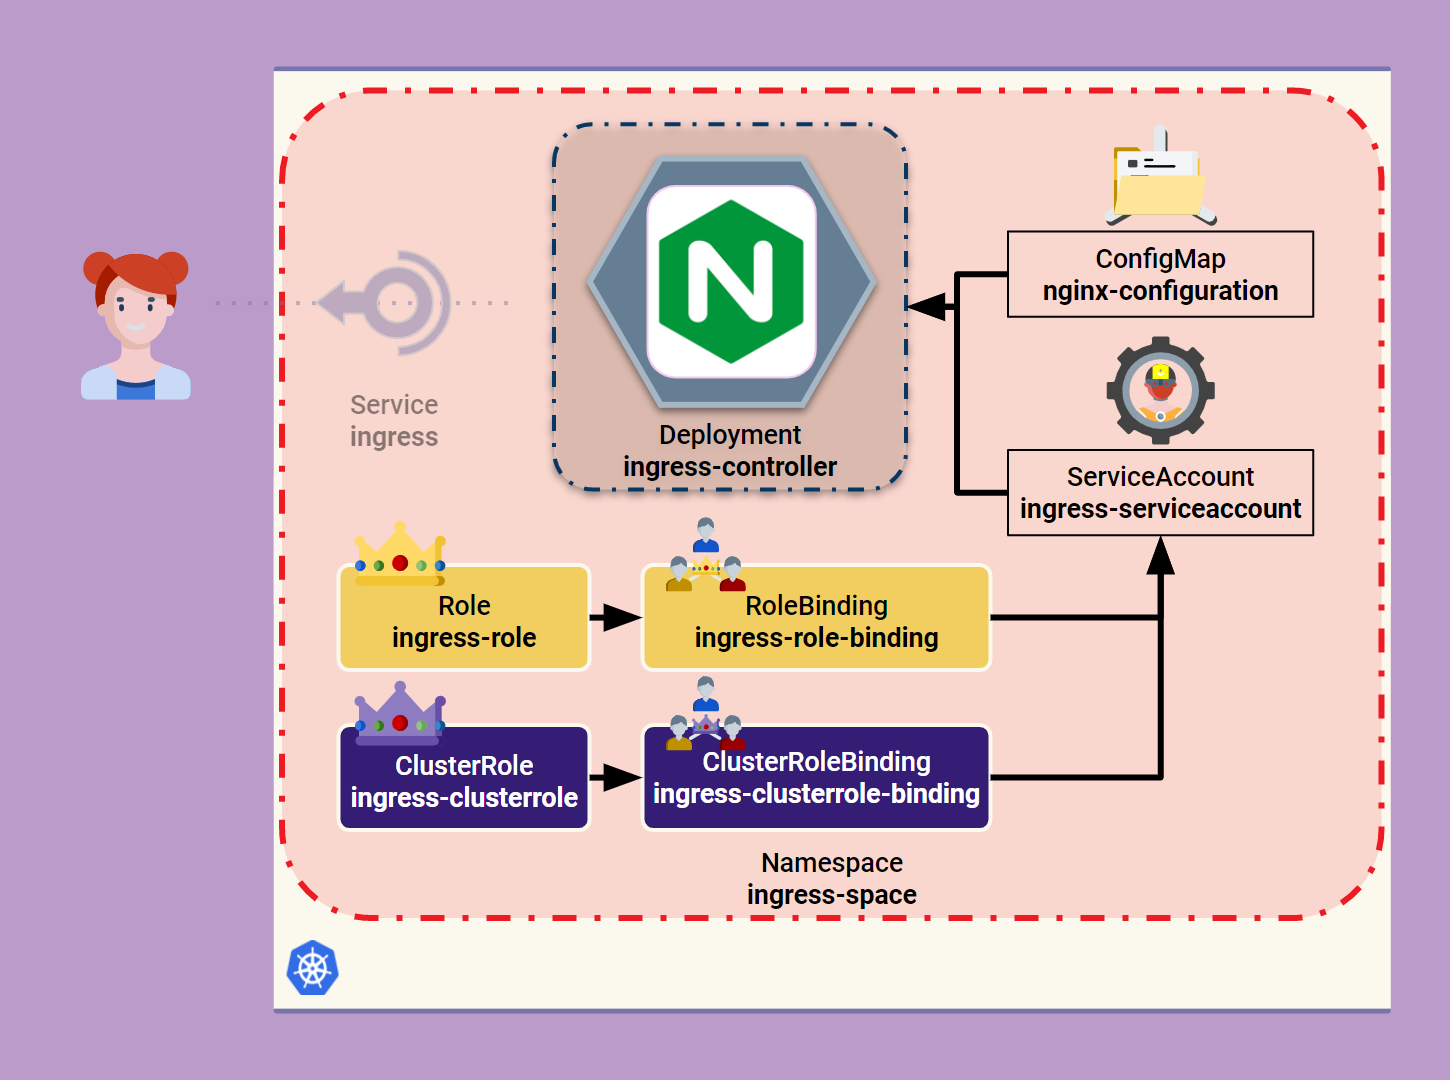 ConfigMap
nginx-configuration
N
Service
ingress
Deployment
ingress-controller
ServiceAccount
ingress-serviceaccount
Role
ingress-role
RoleBinding
ingress-role-binding
ClusterRole
ingress-clusterrole
ClusterRoleBinding
ingress-clusterrole-binding
Namespace
ingress-space